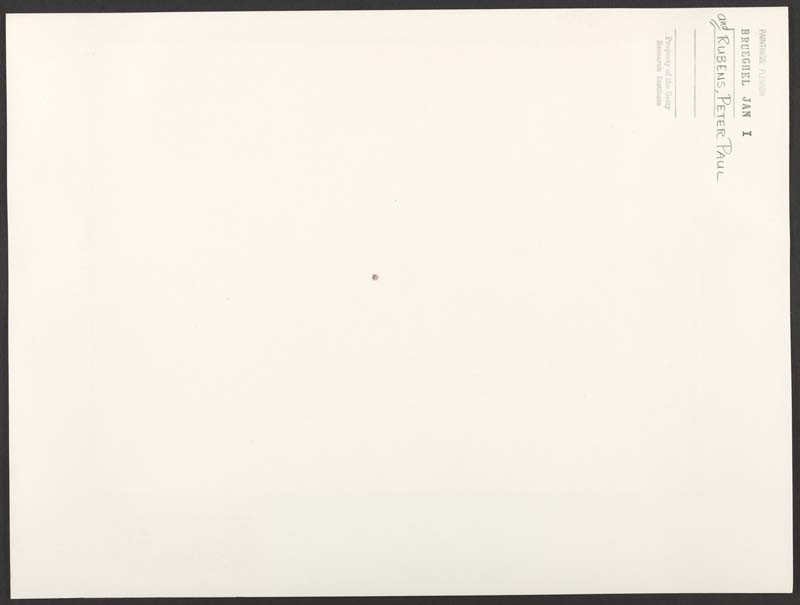 PAINTINGS FLEMISH
BRUEGHEL JAN I
and RUBENS, PETER PAUL
Property of the Getty
Research Institute